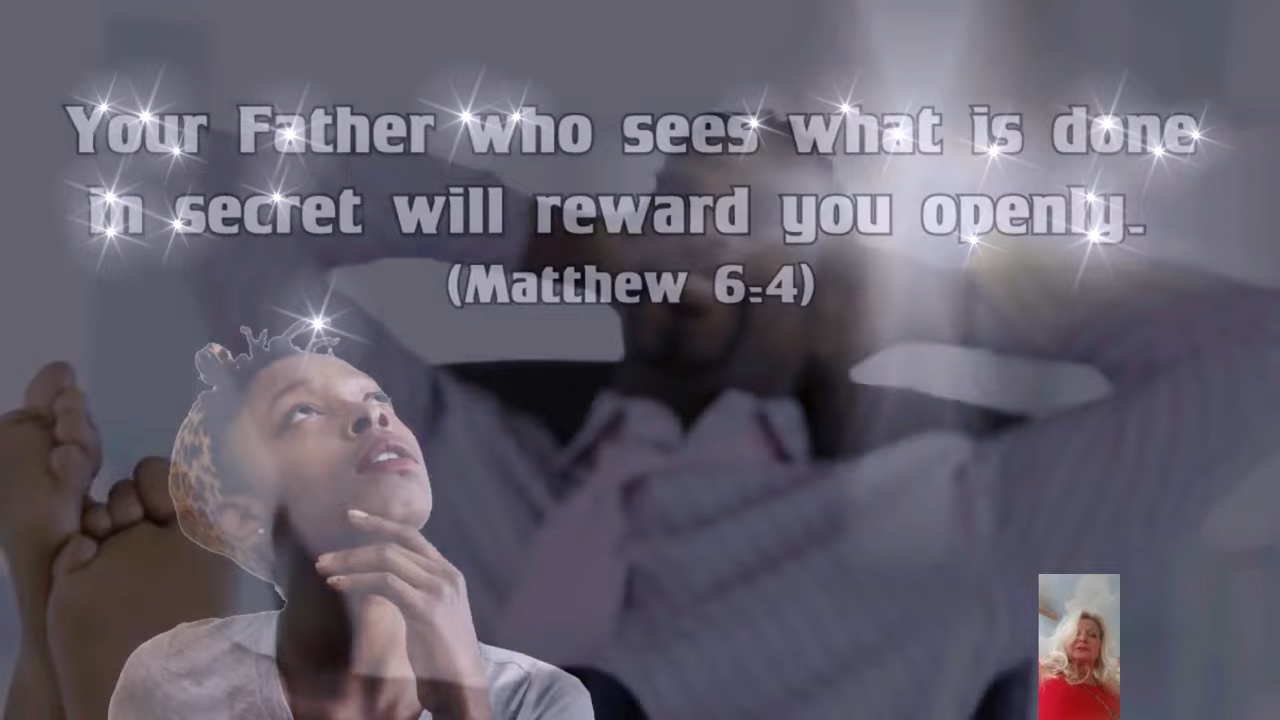 Your Father who sees what is done
in secret will reward you openly.
(Matthew 6:4)